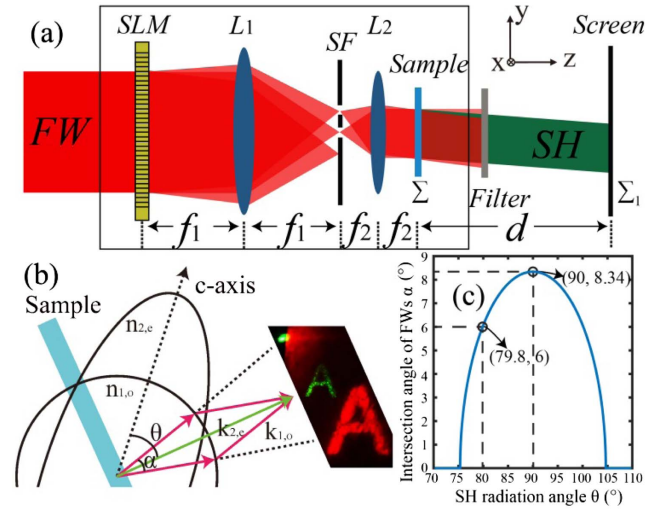 (a)
SLM
L1
SF
L2
Sample
y
x
z
Screen
FW
SH
Σ
Filter
Σ1
f1
f1
f2
f2
d
(b)
Sample
c-axis
n2,e
n1,o
θ
α
k2,e
k1,o
A
A
(c)
Intersection angle of FWs α (°)
9
8
7
6
5
4
3
2
1
0
(90, 8.34)
(79.8, 6)
70 75 80 85 90 95 100 105 110
SH radiation angle θ (°)